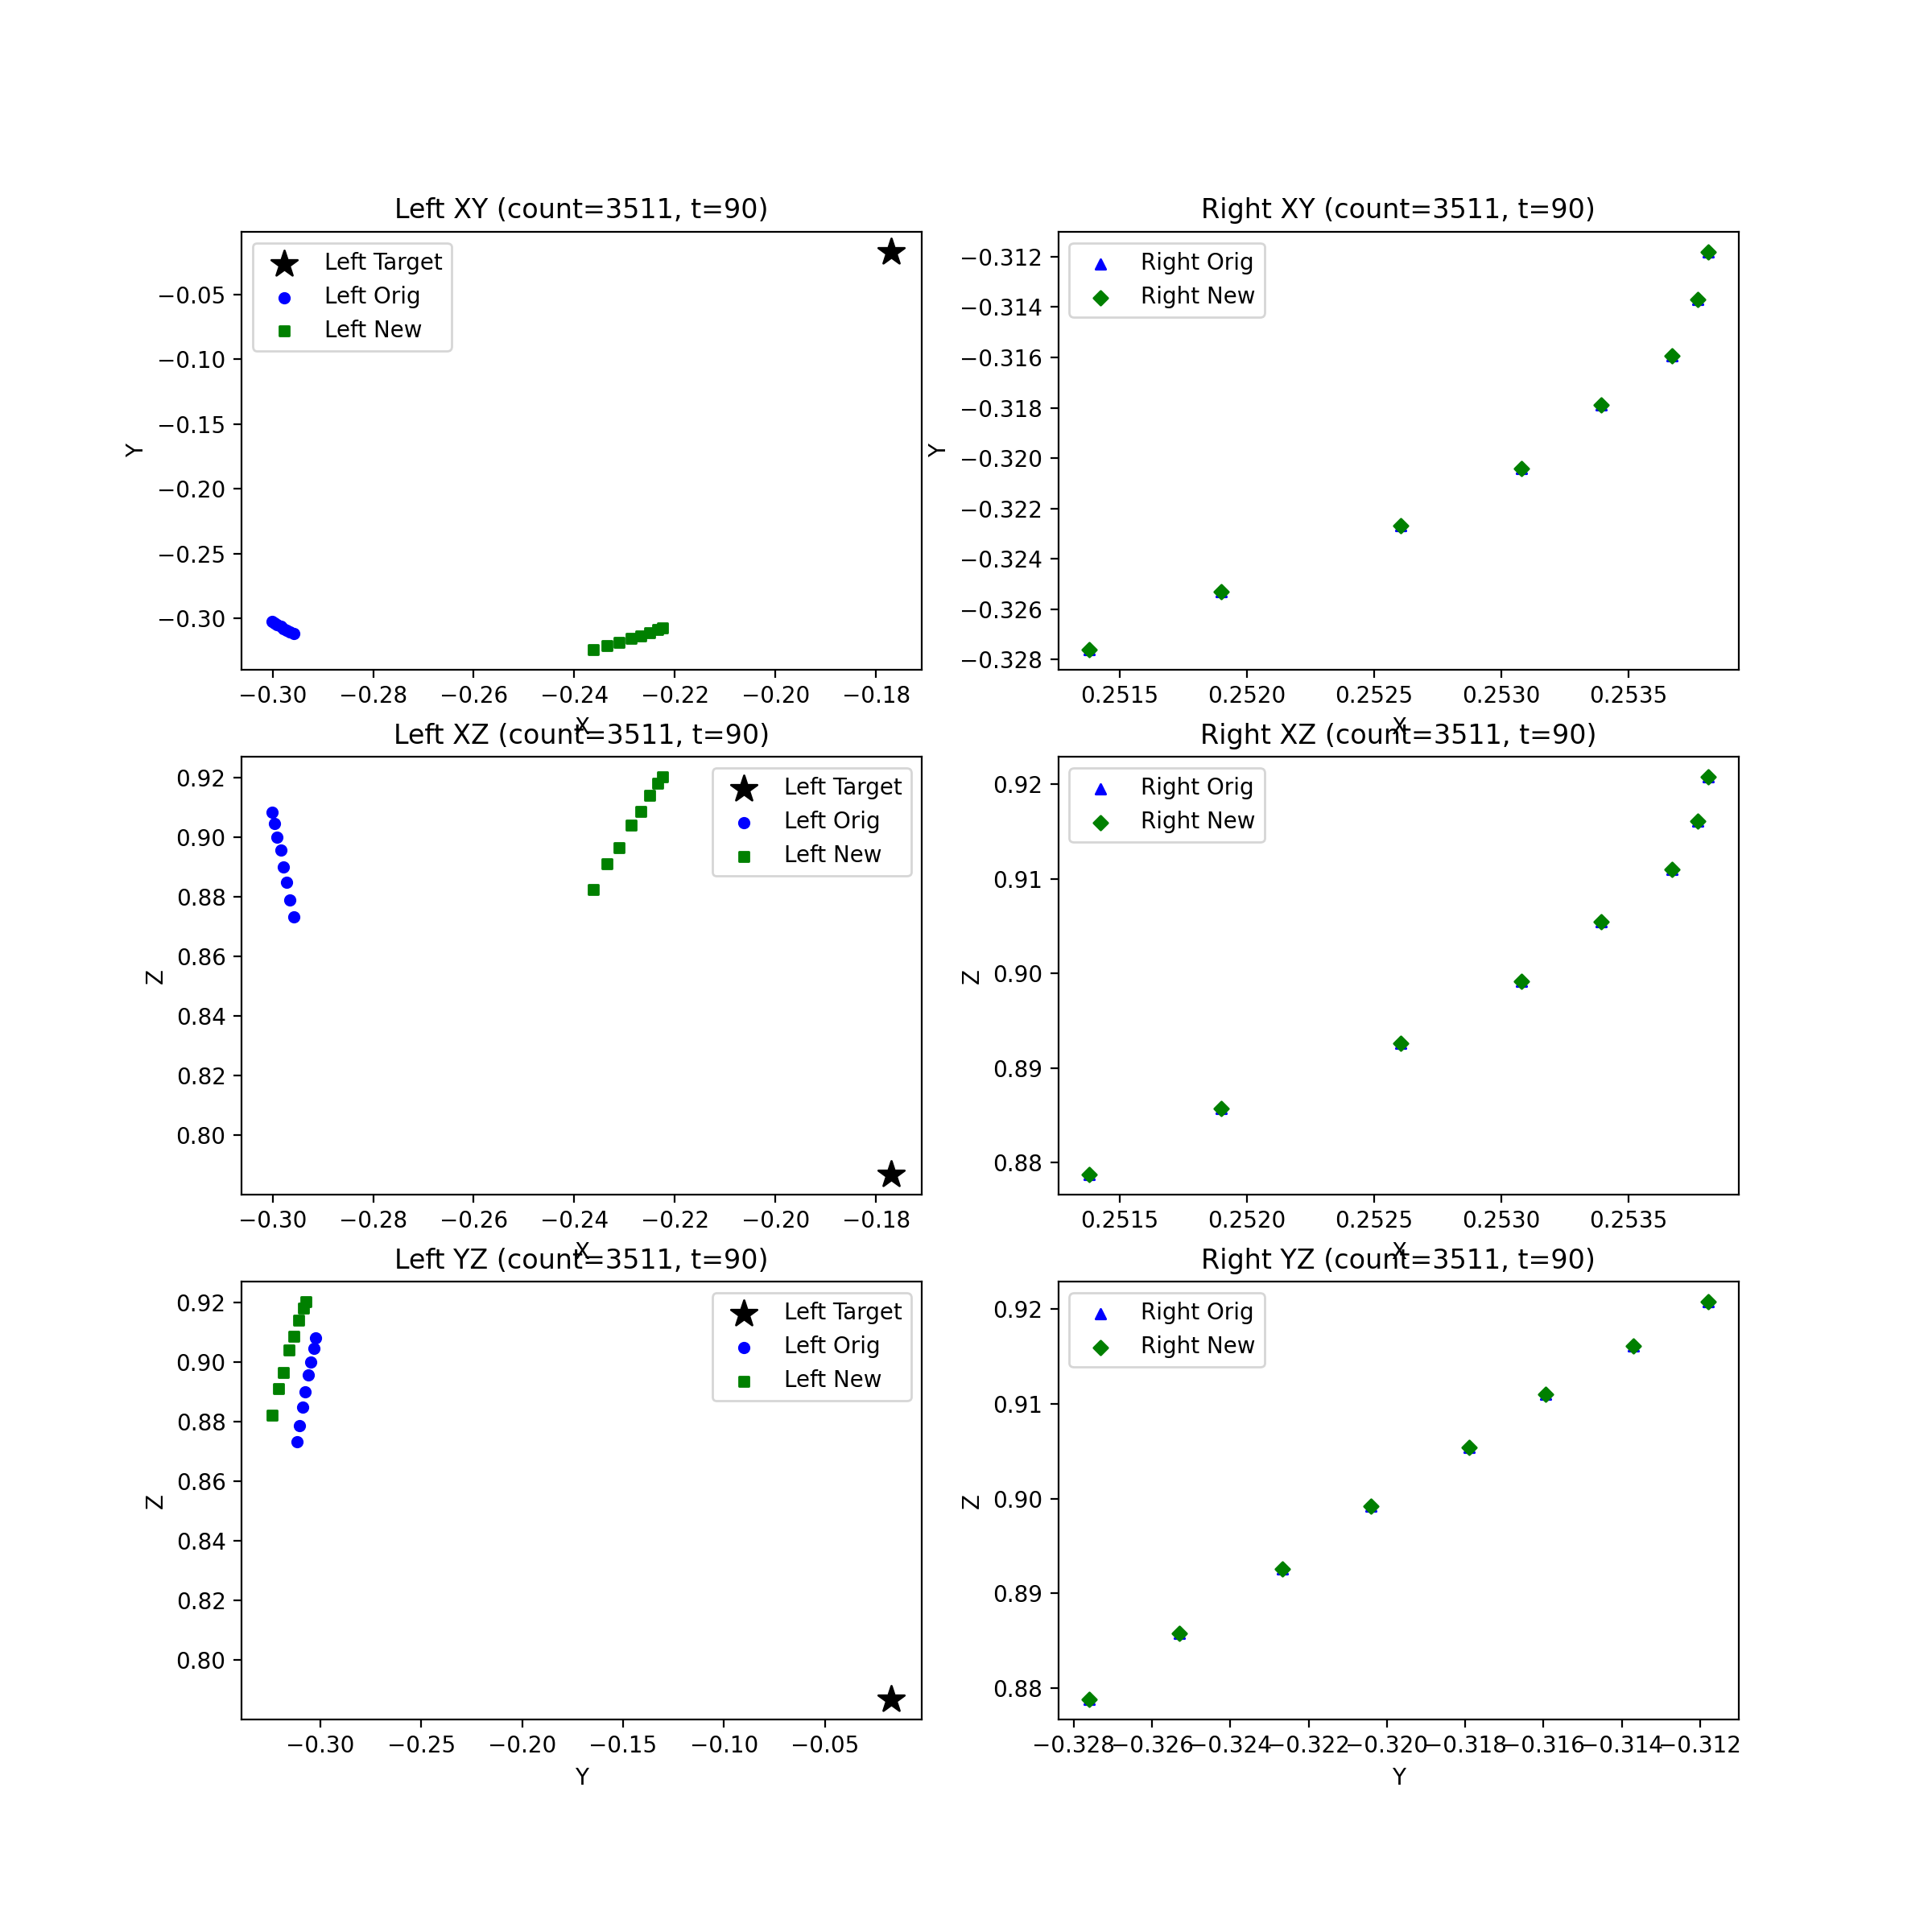 Left XY (count=3511, t=90)
Left Target
Left Orig
Left New
−0.05
−0.10
−0.15
−0.20
−0.25
−0.30
Y
−0.30 −0.28 −0.26 −0.24 −0.22 −0.20 −0.18
X
Right XY (count=3511, t=90)
Right Orig
Right New
−0.312
−0.314
−0.316
−0.318
−0.320
−0.322
−0.324
−0.326
−0.328
Y
0.2515 0.2520 0.2525 0.2530 0.2535
X
Left XZ (count=3511, t=90)
Left Target
Left Orig
Left New
0.92
0.90
0.88
0.86
0.84
0.82
0.80
Z
−0.30 −0.28 −0.26 −0.24 −0.22 −0.20 −0.18
X
Right XZ (count=3511, t=90)
Right Orig
Right New
0.92
0.91
0.90
0.89
0.88
Z
0.2515 0.2520 0.2525 0.2530 0.2535
X
Left YZ (count=3511, t=90)
Left Target
Left Orig
Left New
0.92
0.90
0.88
0.86
0.84
0.82
0.80
Z
−0.30 −0.25 −0.20 −0.15 −0.10 −0.05
Y
Right YZ (count=3511, t=90)
Right Orig
Right New
0.92
0.91
0.90
0.89
0.88
Z
−0.328 −0.326 −0.324 −0.322 −0.320 −0.318 −0.316 −0.314 −0.312
Y